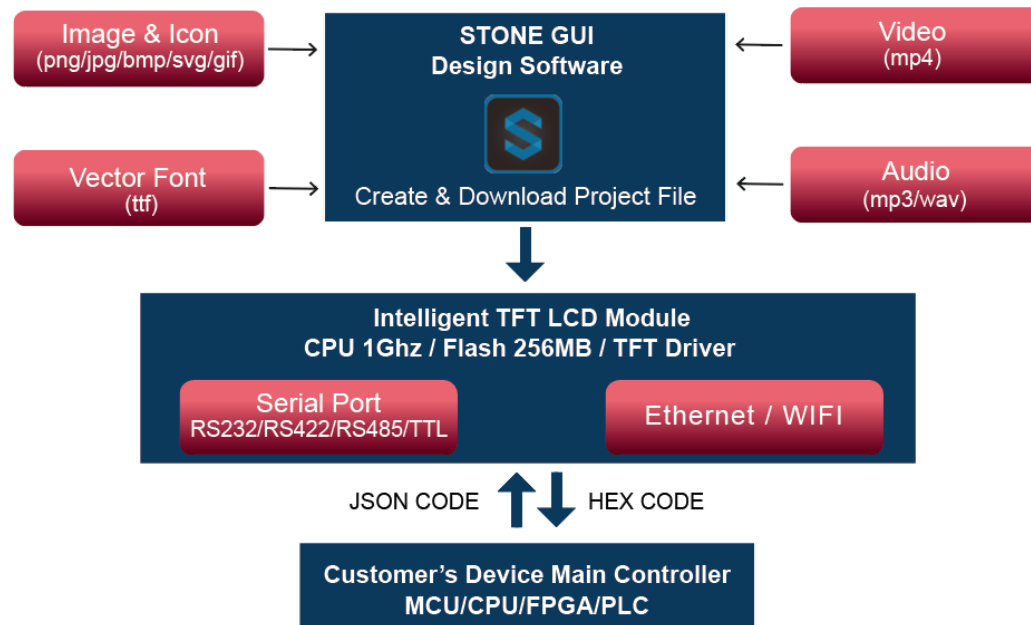 Image & Icon
(png/jpg/bmp/svg/gif)
STONE GUI
Design Software
Video
(mp4)
Vector Font
(ttf)
Create & Download Project File
Audio
(mp3/wav)
Intelligent TFT LCD Module
CPU 1Ghz / Flash 256MB / TFT Driver
Serial Port
RS232/RS422/RS485/TTL
Ethernet / WIFI
JSON CODE
HEX CODE
Customer’s Device Main Controller
MCU/CPU/FPGA/PLC